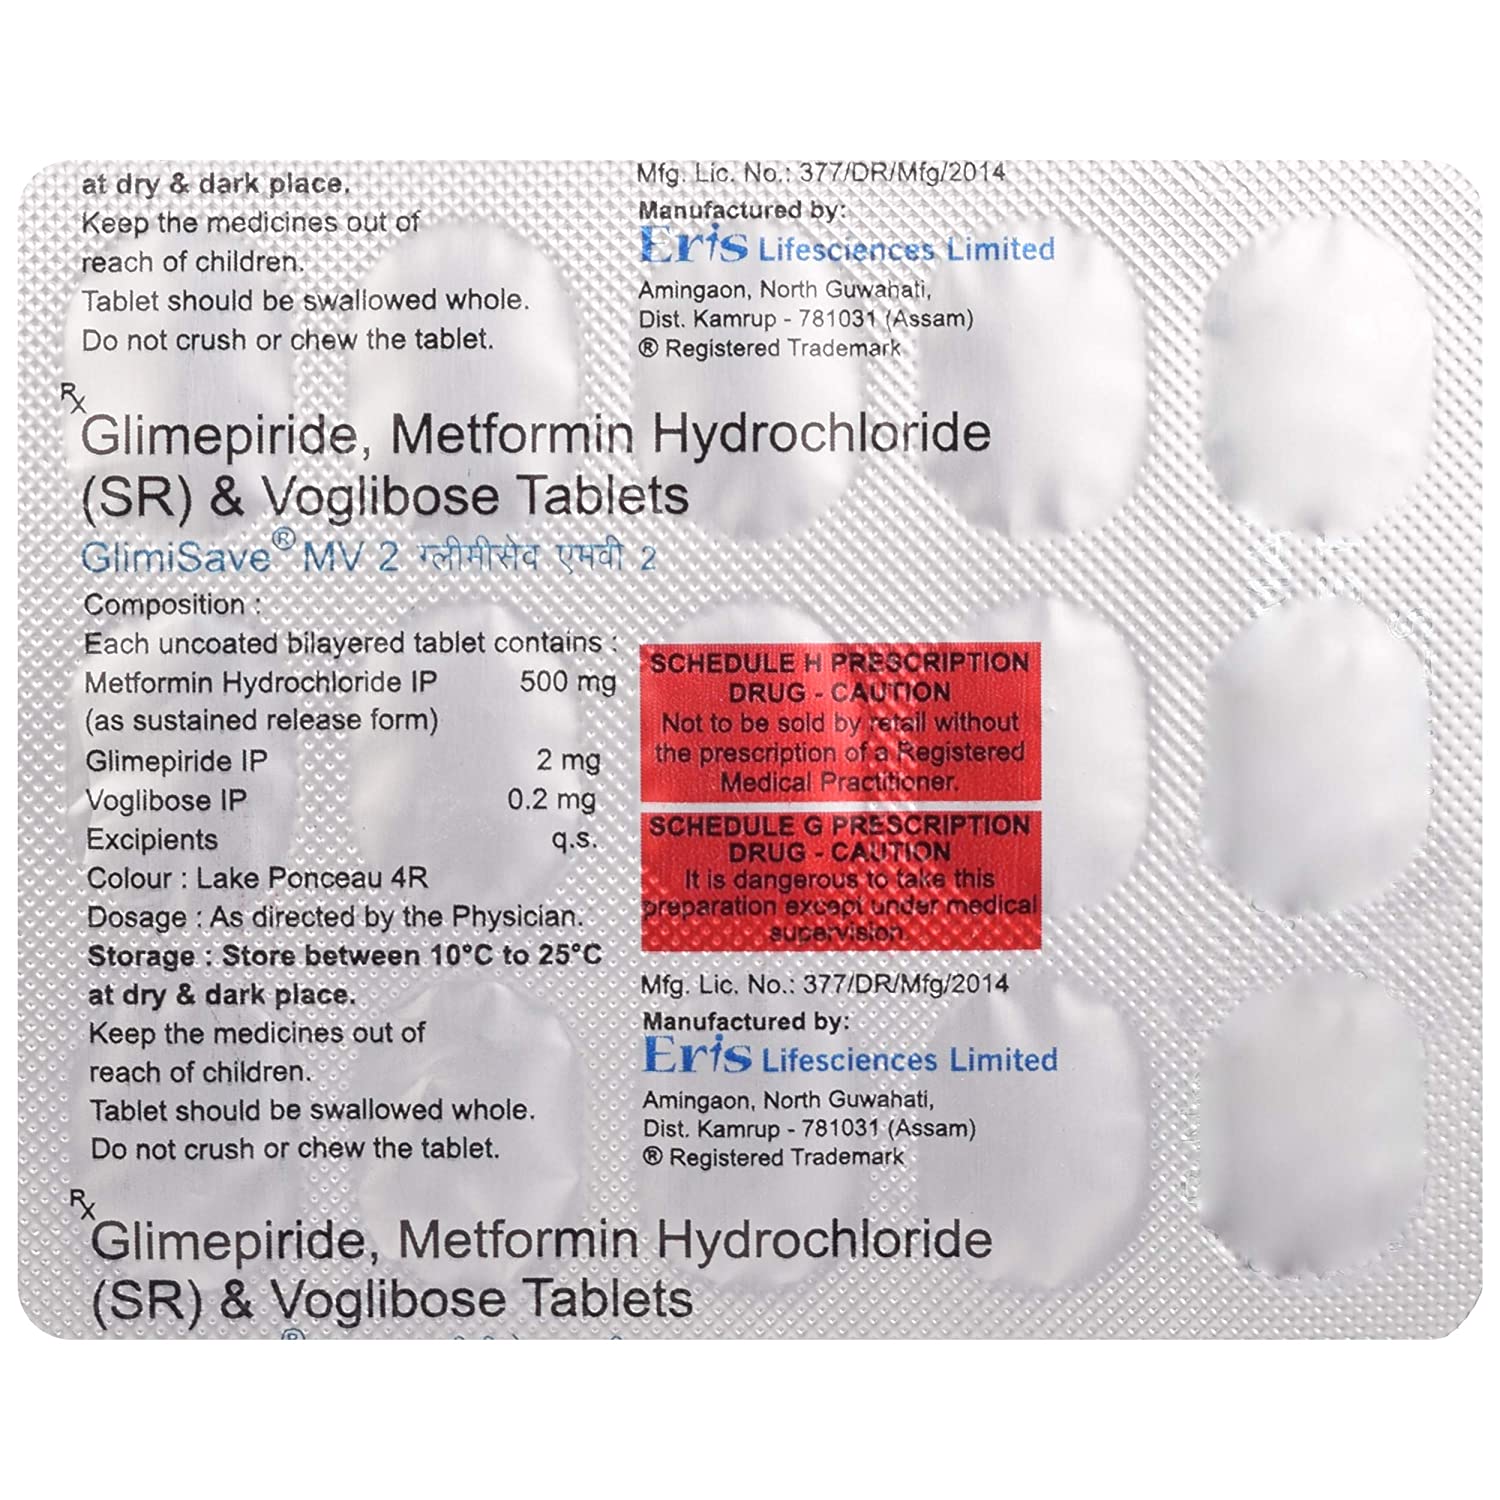 at dry & dark place.
Keep the medicines out of
reach of children.
Tablet should be swallowed whole.
Do not crush or chew the tablet.
Mfg. Lic. No.: 377/DR/Mfg/2014
Manufactured by:
Eris Lifesciences Limited
Amingaon, North Guwahati,
Dist. Kamrup - 781031 (Assam)
® Registered Trademark
Rx
Glimepiride, Metformin Hydrochloride
(SR) & Voglibose Tablets
GlimiSave® MV 2 ग्लीमीसेव एमवी 2
Composition :
Each uncoated bilayered tablet contains :
Metformin Hydrochloride IP 500 mg
(as sustained release form)
Glimepiride IP 2 mg
Voglibose IP 0.2 mg
Excipients q.s.
Colour : Lake Ponceau 4R
Dosage : As directed by the Physician.
Storage : Store between 10°C to 25°C
at dry & dark place.
Keep the medicines out of
reach of children.
Tablet should be swallowed whole.
Do not crush or chew the tablet.
SCHEDULE H PRESCRIPTION
DRUG - CAUTION
Not to be sold by retail without
the prescription of a Registered
Medical Practitioner.
SCHEDULE G PRESCRIPTION
DRUG - CAUTION
It is dangerous to take this
preparation except under medical
supervision.
Mfg. Lic. No.: 377/DR/Mfg/2014
Manufactured by:
Eris Lifesciences Limited
Amingaon, North Guwahati,
Dist. Kamrup - 781031 (Assam)
® Registered Trademark
Rx
Glimepiride, Metformin Hydrochloride
(SR) & Voglibose Tablets
®